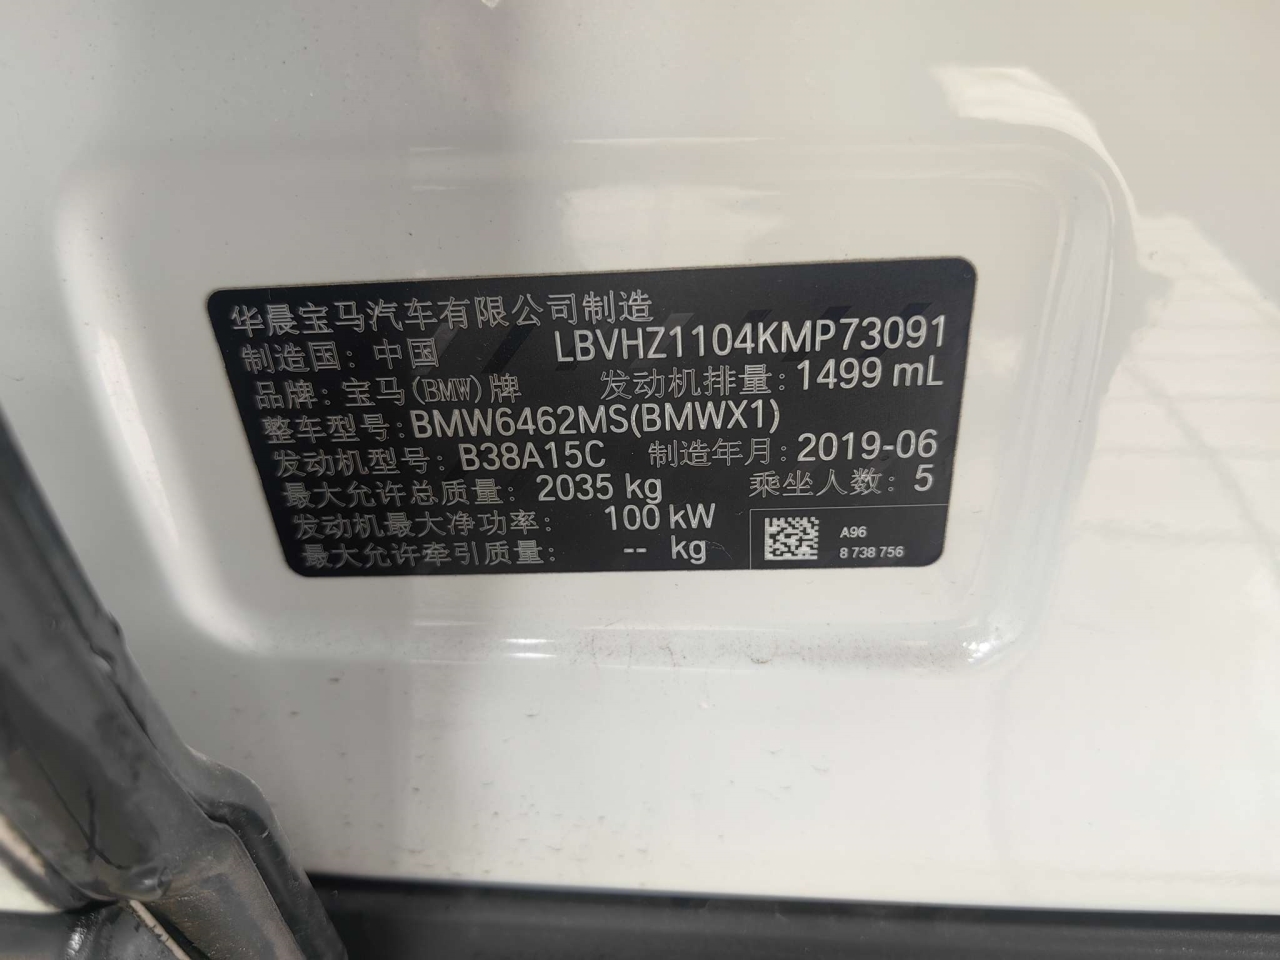 华晨宝马汽车有限公司制造
制造国：中国 LBVHZ1104KMP73091
品牌：宝马(BMW)牌 发动机排量：1499 mL
整车型号：BMW6462MS(BMWX1)
发动机型号：B38A15C 制造年月：2019-06
最大允许总质量：2035 kg 乘坐人数：5
发动机最大净功率：100 kW
最大允许牵引质量：-- kg
A96
8 738 756